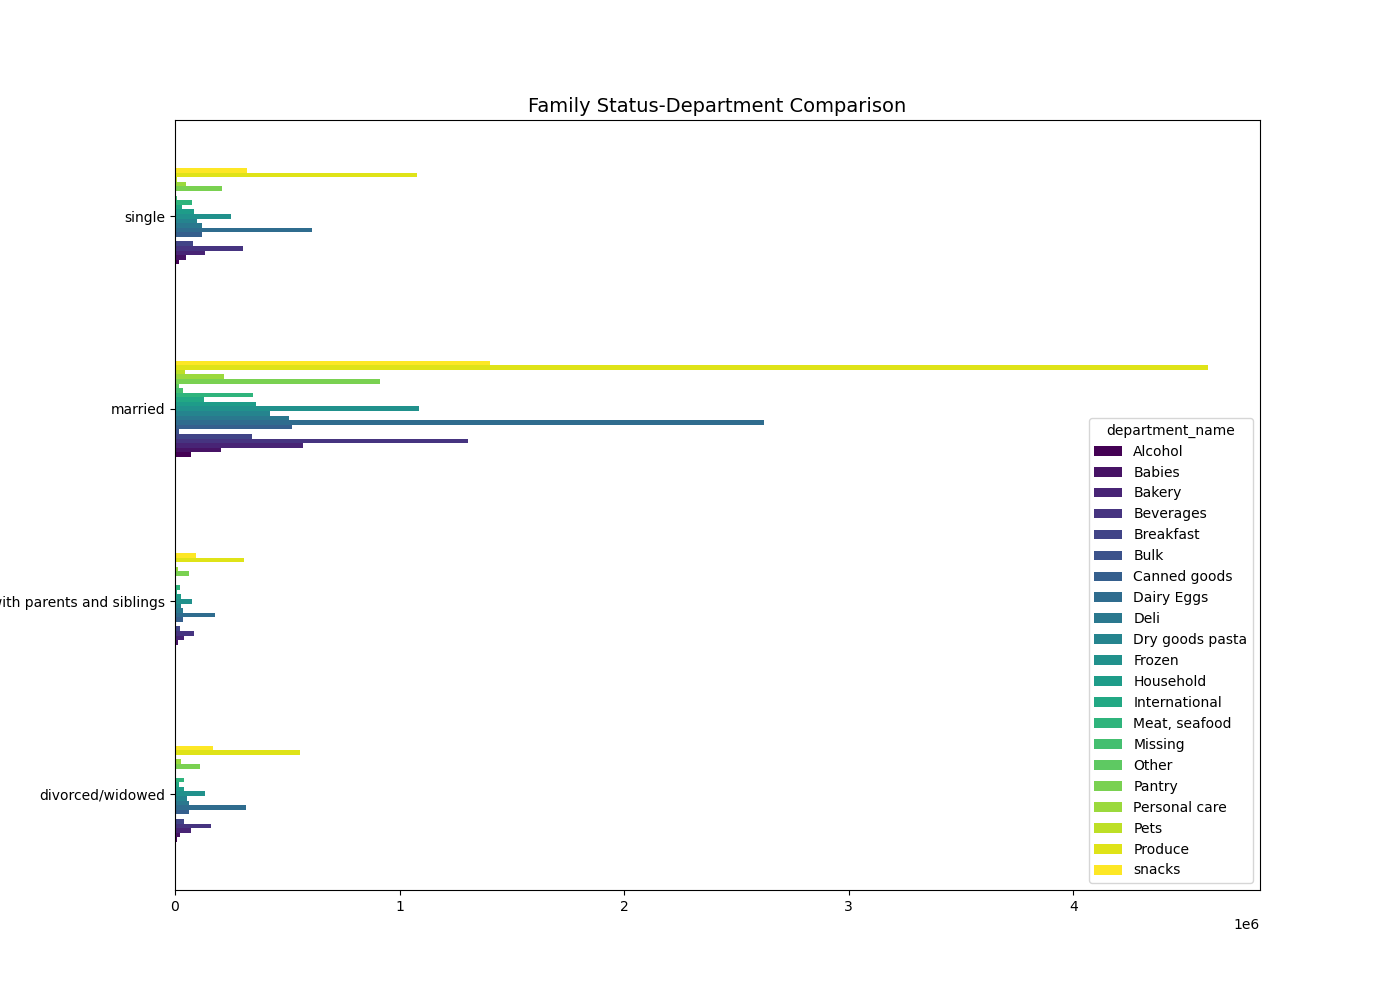 Family Status-Department Comparison
single
married
with parents and siblings
divorced/widowed
department_name
Alcohol
Babies
Bakery
Beverages
Breakfast
Bulk
Canned goods
Dairy Eggs
Deli
Dry goods pasta
Frozen
Household
International
Meat, seafood
Missing
Other
Pantry
Personal care
Pets
Produce
snacks
0 1 2 3 4
1e6